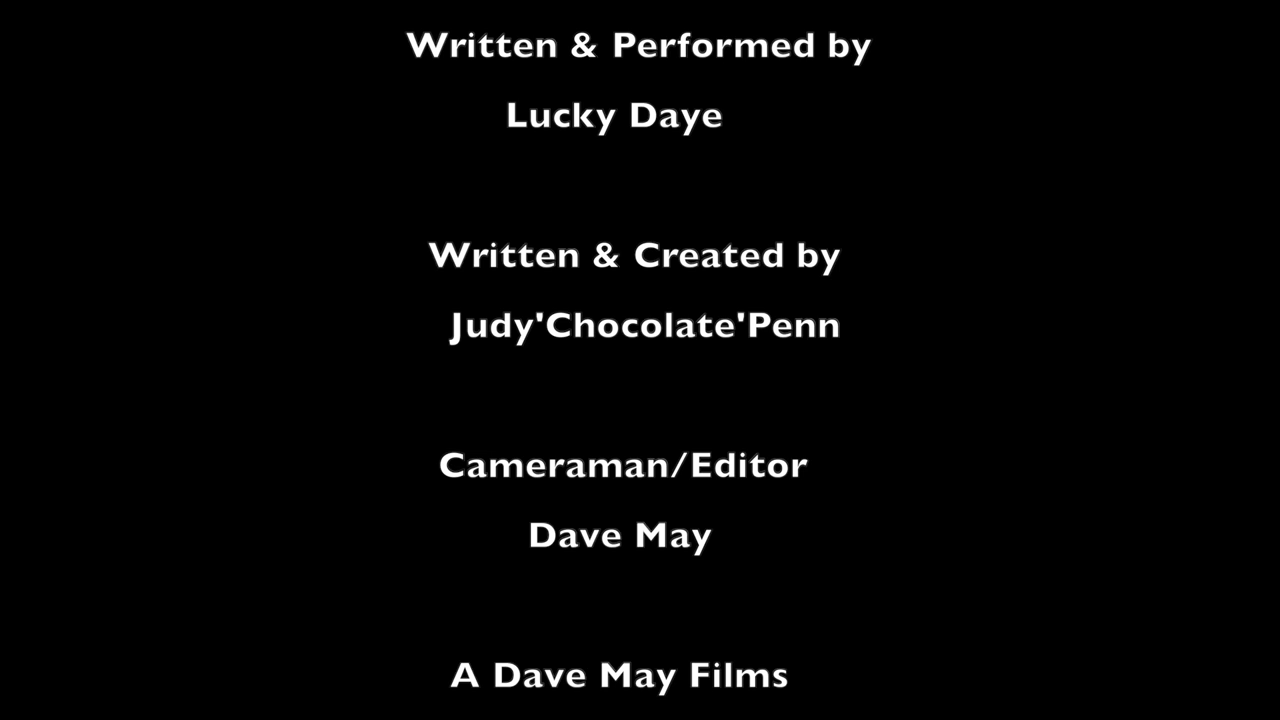 Written & Performed by
Lucky Daye
Written & Created by
Judy'Chocolate'Penn
Cameraman/Editor
Dave May
A Dave May Films